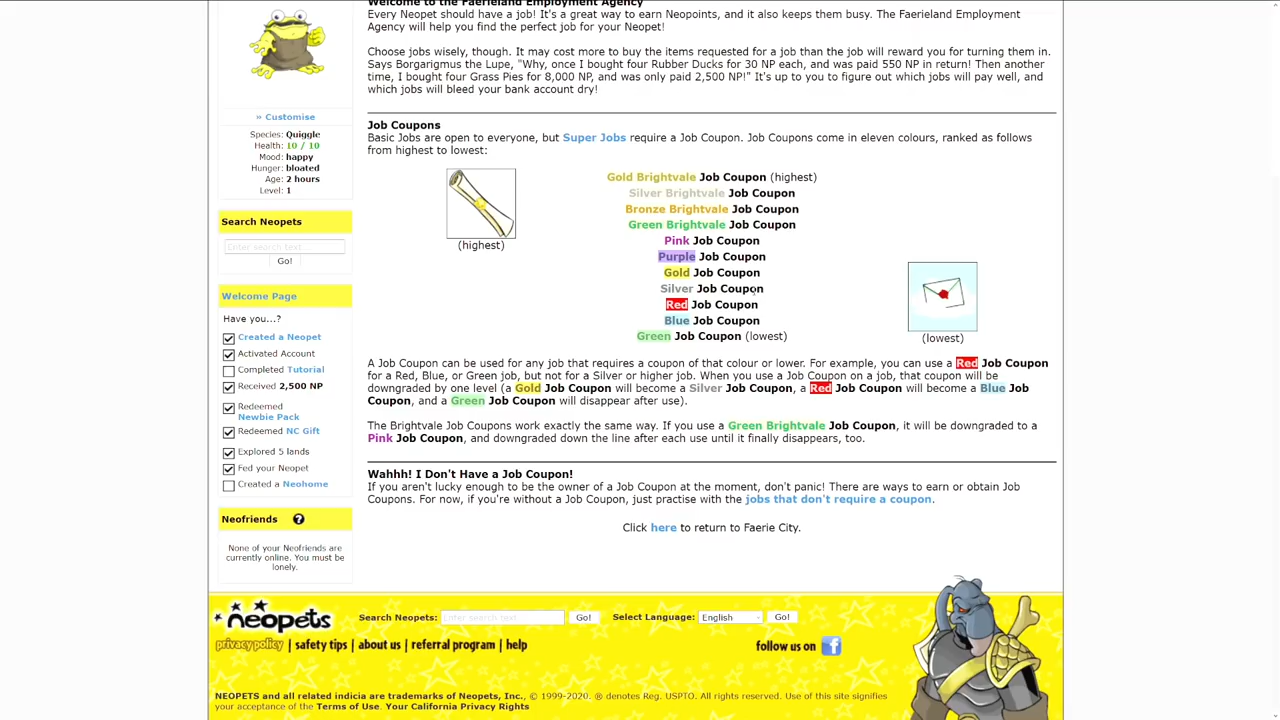 Welcome to the Faerieland Employment Agency
Every Neopet should have a job! It's a great way to earn Neopoints, and it also keeps them busy. The Faerieland Employment
Agency will help you find the perfect job for your Neopet!
Choose jobs wisely, though. It may cost more to buy the items requested for a job than the job will reward you for turning them in.
Says Borgarigmus the Lupe, "Why, once I bought four Rubber Ducks for 30 NP each, and was paid 550 NP in return! Then another
time, I bought four Grass Pies for 8,000 NP, and was only paid 2,500 NP!" It's up to you to figure out which jobs will pay well, and
which jobs will bleed your bank account dry!
» Customise
Species: Quiggle
Health: 10 / 10
Mood: happy
Hunger: bloated
Age: 2 hours
Level: 1
Search Neopets
Enter search text...
Go!
Welcome Page
Have you...?
Created a Neopet
Activated Account
Completed Tutorial
Received 2,500 NP
Redeemed
Newbie Pack
Redeemed NC Gift
Explored 5 lands
Fed your Neopet
Created a Neohome
Neofriends ?
None of your Neofriends are
currently online. You must be
lonely.
Job Coupons
Basic Jobs are open to everyone, but Super Jobs require a Job Coupon. Job Coupons come in eleven colours, ranked as follows
from highest to lowest:
(highest)
Gold Brightvale Job Coupon (highest)
Silver Brightvale Job Coupon
Bronze Brightvale Job Coupon
Green Brightvale Job Coupon
Pink Job Coupon
Purple Job Coupon
Gold Job Coupon
Silver Job Coupon
Red Job Coupon
Blue Job Coupon
Green Job Coupon (lowest)
(lowest)
A Job Coupon can be used for any job that requires a coupon of that colour or lower. For example, you can use a Red Job Coupon
for a Red, Blue, or Green job, but not for a Silver or higher job. When you use a Job Coupon on a job, that coupon will be
downgraded by one level (a Gold Job Coupon will become a Silver Job Coupon, a Red Job Coupon will become a Blue Job
Coupon, and a Green Job Coupon will disappear after use).
The Brightvale Job Coupons work exactly the same way. If you use a Green Brightvale Job Coupon, it will be downgraded to a
Pink Job Coupon, and downgraded down the line after each use until it finally disappears, too.
Wahhh! I Don't Have a Job Coupon!
If you aren't lucky enough to be the owner of a Job Coupon at the moment, don't panic! There are ways to earn or obtain Job
Coupons. For now, if you're without a Job Coupon, just practise with the jobs that don't require a coupon.
Click here to return to Faerie City.
neopets
Search Neopets: Enter search text... Go! Select Language: English Go!
privacy policy | safety tips | about us | referral program | help
follow us on f
NEOPETS and all related indicia are trademarks of Neopets, Inc., © 1999-2020. ® denotes Reg. USPTO. All rights reserved. Use of this site signifies
your acceptance of the Terms of Use. Your California Privacy Rights